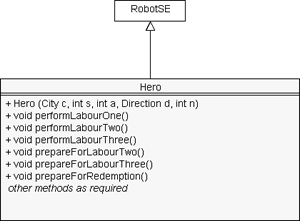 RobotSE
Hero
+ Hero (City c, int s, int a, Direction d, int n)
+ void performLabourOne()
+ void performLabourTwo()
+ void performLabourThree()
+ void prepareForLabourTwo()
+ void prepareForLabourThree()
+ void prepareForRedemption()
other methods as required